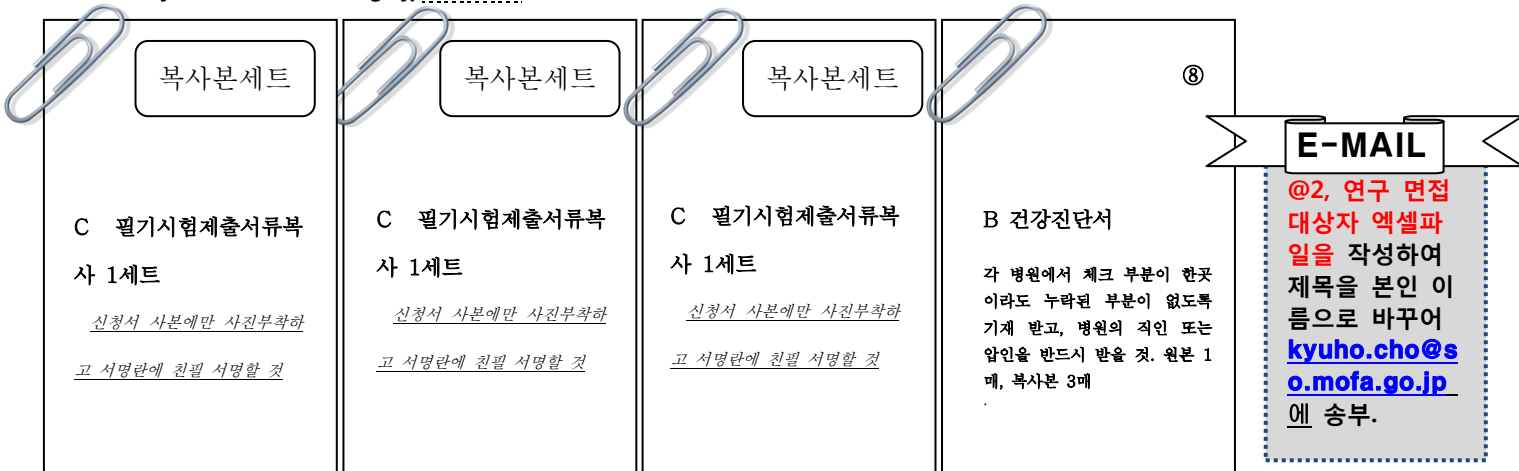 복사본세트
C 필기시험제출서류복
사 1세트
신청서 사본에만 사진부착하
고 서명란에 친필 서명할 것
복사본세트
C 필기시험제출서류복
사 1세트
신청서 사본에만 사진부착하
고 서명란에 친필 서명할 것
복사본세트
C 필기시험제출서류복
사 1세트
신청서 사본에만 사진부착하
고 서명란에 친필 서명할 것
⑧
B 건강진단서
각 병원에서 체크 부분이 한곳
이라도 누락된 부분이 없도록
기재 받고, 병원의 직인 또는
압인을 반드시 받을 것. 원본 1
매, 복사본 3매
.
E-MAIL
@2, 연구 면접
대상자 엑셀파
일을 작성하여
제목을 본인 이
름으로 바꾸어
kyuho.cho@s
o.mofa.go.jp
에 송부.